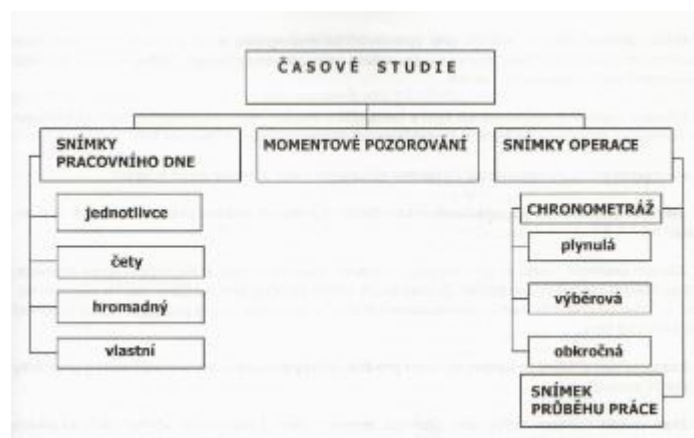 ČASOVÉ STUDIE
SNÍMKY
PRACOVNÍHO DNE
MOMENTOVÉ POZOROVÁNÍ
SNÍMKY OPERACE
jednotlivce
čety
hromadný
vlastní
CHRONOMETRÁŽ
plynulá
výběrová
obkročná
SNÍMEK
PRŮBĚHU PRÁCE